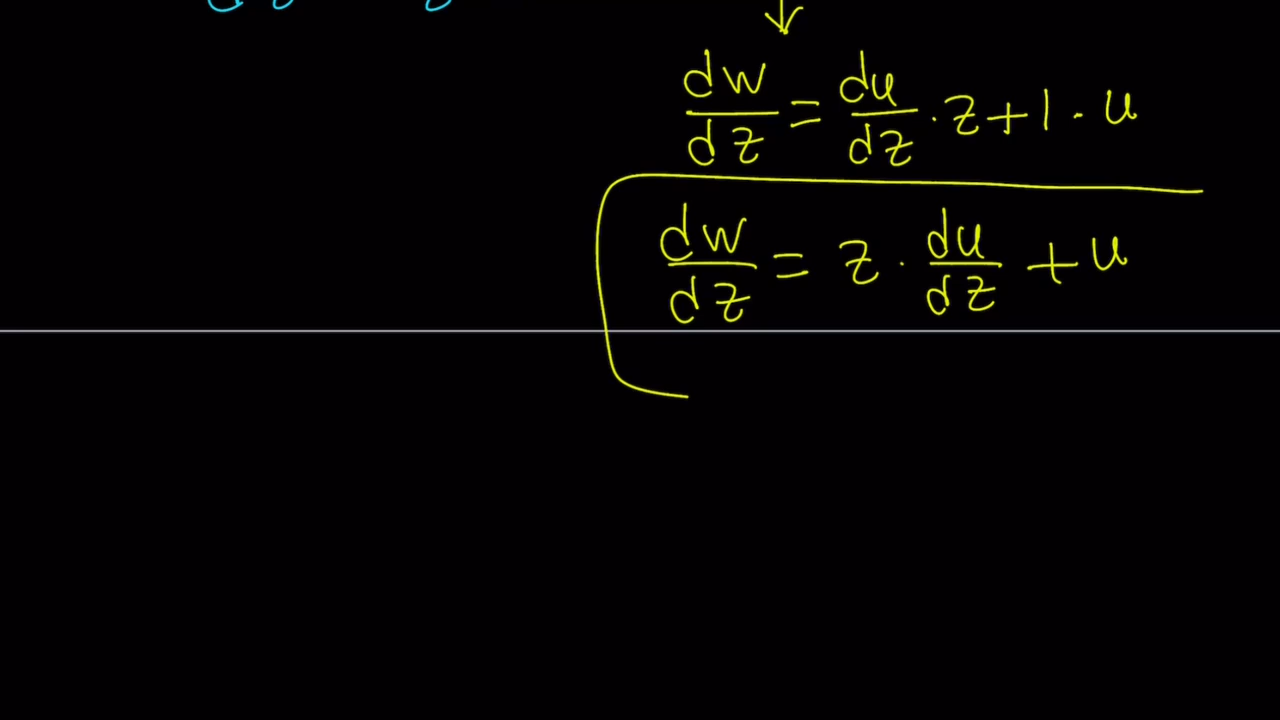 dw/dz = du/dz · z + 1 · u
dw/dz = z · du/dz + u